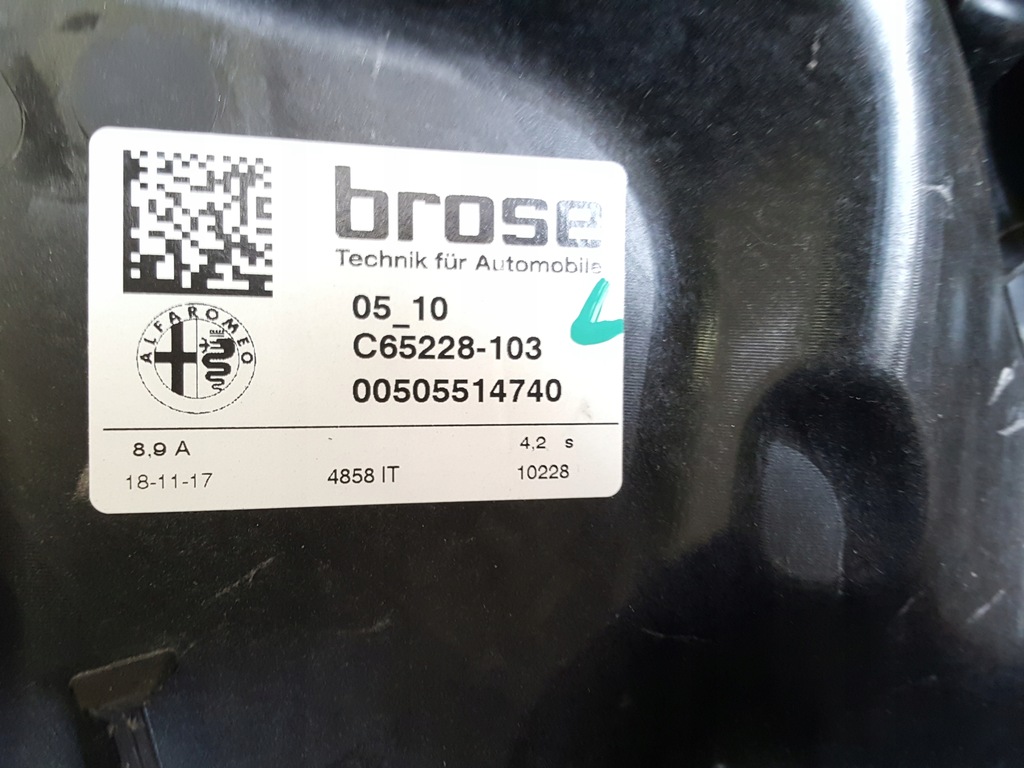 brose
Technik für Automobile
ALFA ROMEO
05_10
C65228-103
00505514740
8,9 A
4,2 s
18-11-17
4858 IT
10228